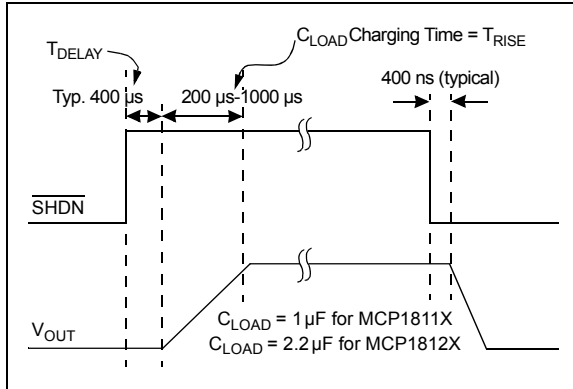 C_LOAD Charging Time = T_RISE
T_DELAY
400 ns (typical)
Typ. 400 µs
200 µs-1000 µs
SHDN
V_OUT
C_LOAD = 1 µF for MCP1811X
C_LOAD = 2.2 µF for MCP1812X